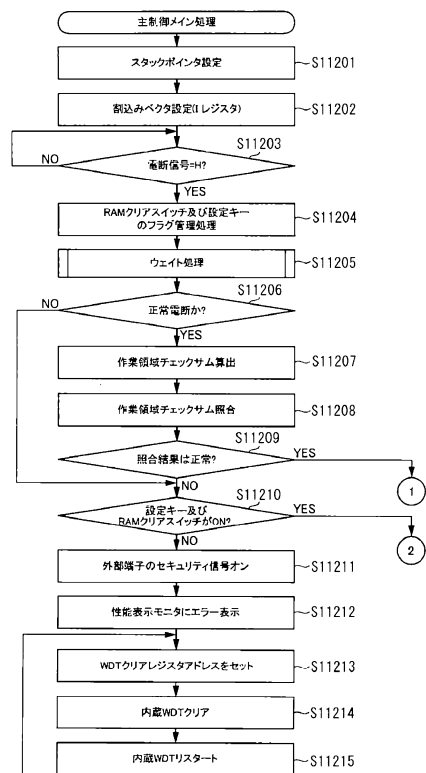 主制御メイン処理
スタックポインタ設定
S11201
割込みベクタ設定(I レジスタ)
S11202
S11203
NO
電断信号=H?
YES
RAMクリアスイッチ及び設定キー
のフラグ管理処理
S11204
ウェイト処理
S11205
S11206
NO
正常電断か?
YES
作業領域チェックサム算出
S11207
作業領域チェックサム照合
S11208
S11209
照合結果は正常?
YES
1
NO
S11210
設定キー及び
RAMクリアスイッチがON?
YES
2
NO
外部端子のセキュリティ信号オン
S11211
性能表示モニタにエラー表示
S11212
WDTクリアレジスタアドレスをセット
S11213
内蔵WDTクリア
S11214
内蔵WDTリスタート
S11215